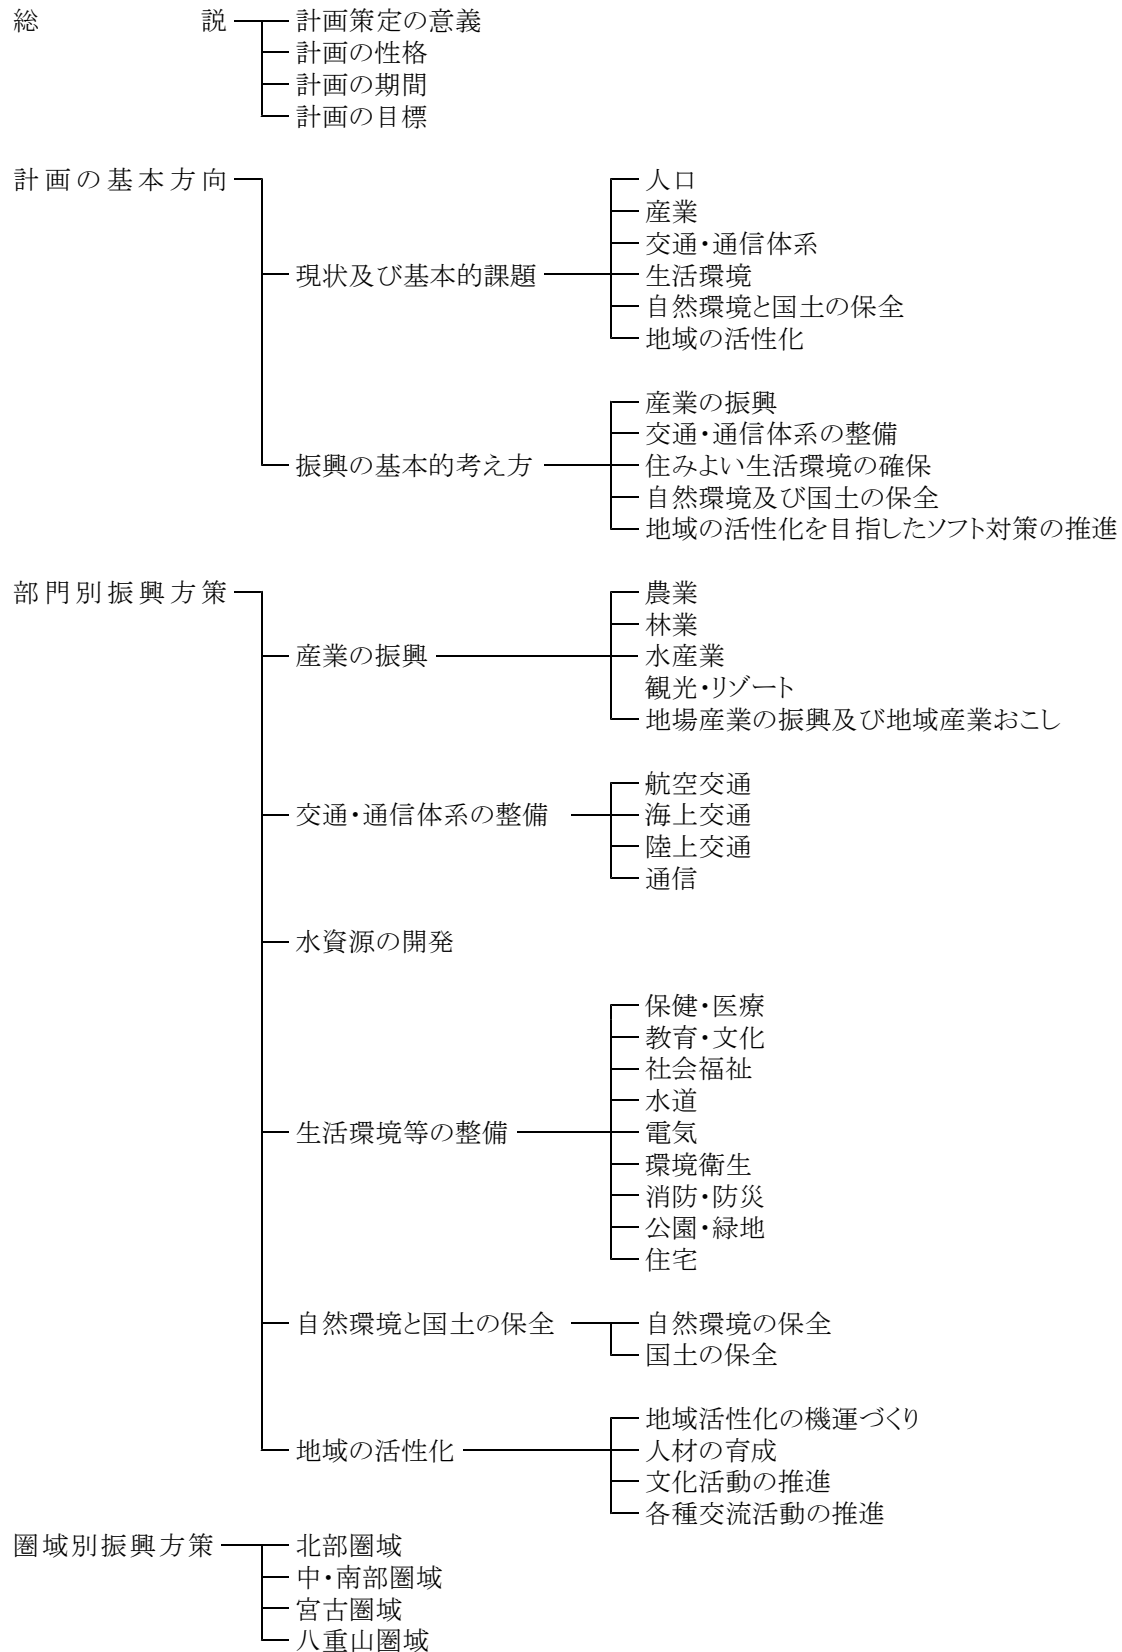 総説
計画策定の意義
計画の性格
計画の期間
計画の目標
計画の基本方向
現状及び基本的課題
人口
産業
交通・通信体系
生活環境
自然環境と国土の保全
地域の活性化
振興の基本的考え方
産業の振興
交通・通信体系の整備
住みよい生活環境の確保
自然環境及び国土の保全
地域の活性化を目指したソフト対策の推進
部門別振興方策
産業の振興
農業
林業
水産業
観光・リゾート
地場産業の振興及び地域産業おこし
交通・通信体系の整備
航空交通
海上交通
陸上交通
通信
水資源の開発
生活環境等の整備
保健・医療
教育・文化
社会福祉
水道
電気
環境衛生
消防・防災
公園・緑地
住宅
自然環境と国土の保全
自然環境の保全
国土の保全
地域の活性化
地域活性化の機運づくり
人材の育成
文化活動の推進
各種交流活動の推進
圏域別振興方策
北部圏域
中・南部圏域
宮古圏域
八重山圏域